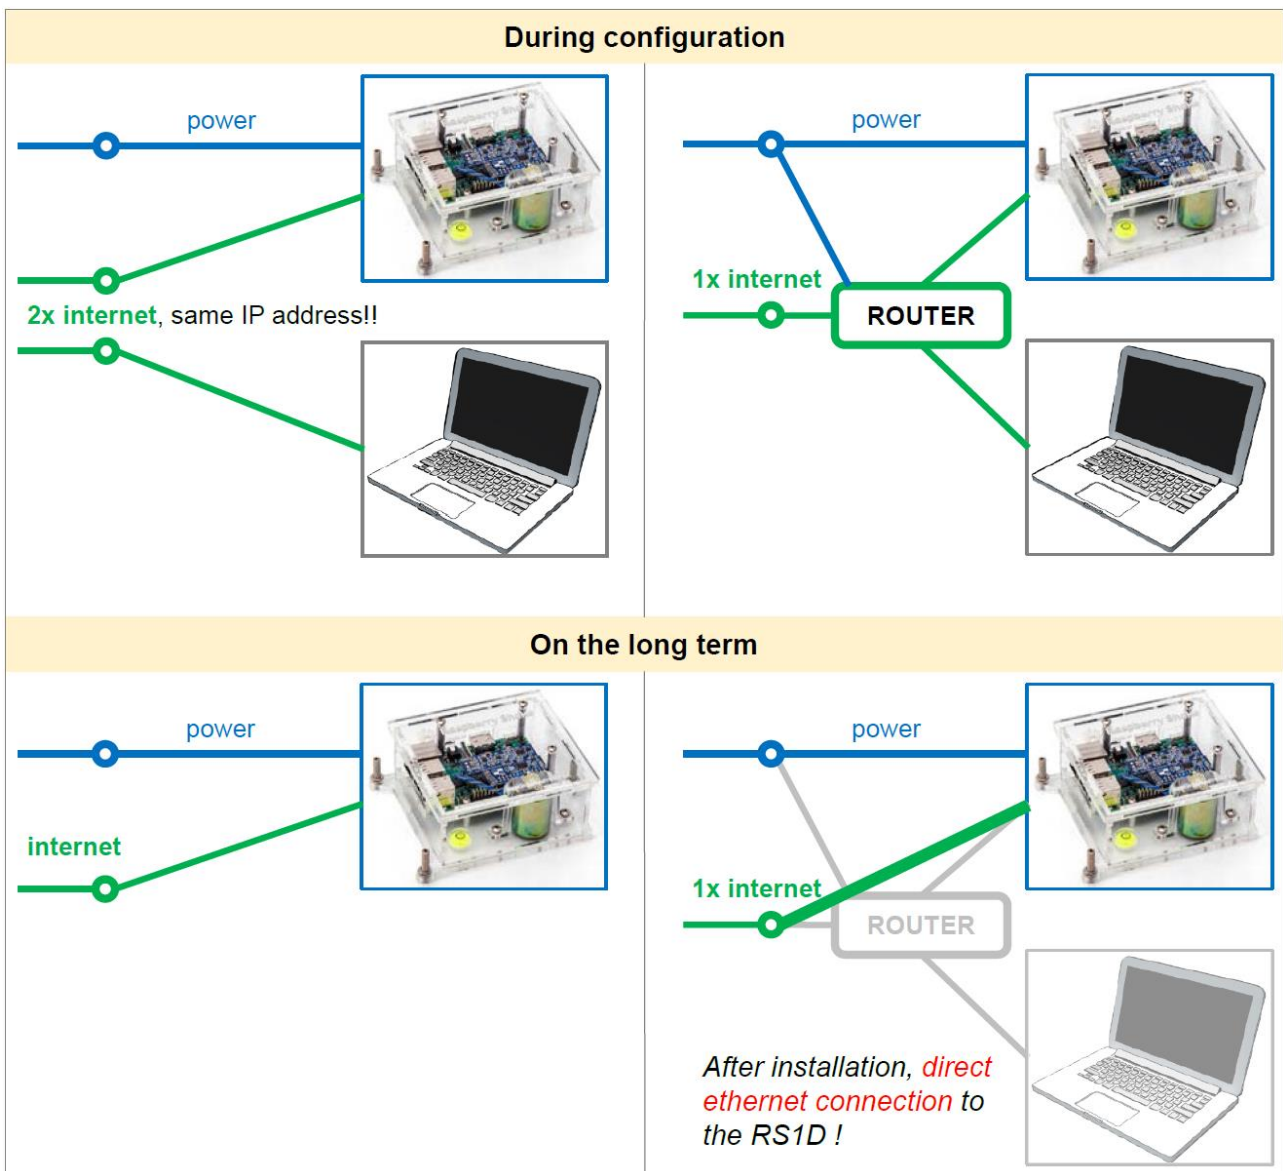 During configuration
power
2x internet, same IP address!!
power
1x internet
ROUTER
On the long term
power
internet
power
1x internet
ROUTER
After installation, direct
ethernet connection to
the RS1D !